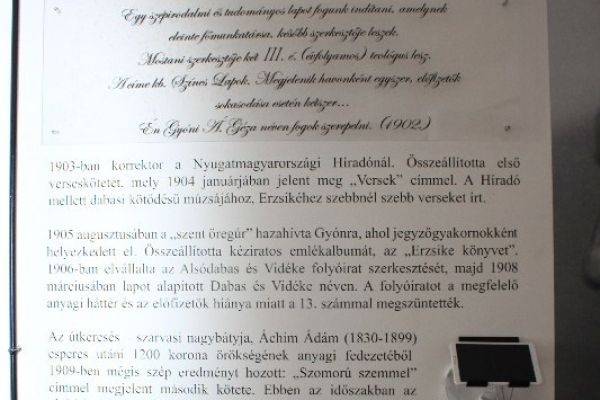 Egy szépirodalmi és tudományos lapot fogunk indítani, amelynek
eleinte főmunkatársa, később szerkesztője leszek.
Mostani szerkesztője két III. é. (évfolyamos) teológus lesz.
A címe kb. Színes Lapok. Megjelenik havonként egyszer, előfizetők
sokasodása esetén kétszer...
Én Gyóni Á. Géza néven fogok szerepelni. (1902)
1903-ban korrektor a Nyugatmagyarországi Híradónál. Összeállította első
verseskötetét, mely 1904 januárjában jelent meg „Versek” címmel. A Híradó
mellett dabasi kötődésű múzsájához, Erzsikéhez szebbnél szebb verseket írt.
1905 augusztusában a „szent öregúr” hazahívta Gyónra, ahol jegyzőgyakornokként
helyezkedett el. Összeállította kéziratos emlékalbumát, az „Erzsike könyvet”.
1906-ban elvállalta az Alsódabas és Vidéke folyóirat szerkesztését, majd 1908
márciusában lapot alapított Dabas és Vidéke néven. A folyóiratot a megfelelő
anyagi háttér és az előfizetők hiánya miatt a 13. számmal megszüntették.
Az útkeresés szarvasi nagybátyja, Áchim Ádám (1830-1899)
esperes utáni 1200 korona örökségének anyagi fedezetéből
1909-ben mégis szép eredményt hozott: „Szomorú szemmel”
címmel megjelent második kötete. Ebben az időszakban az